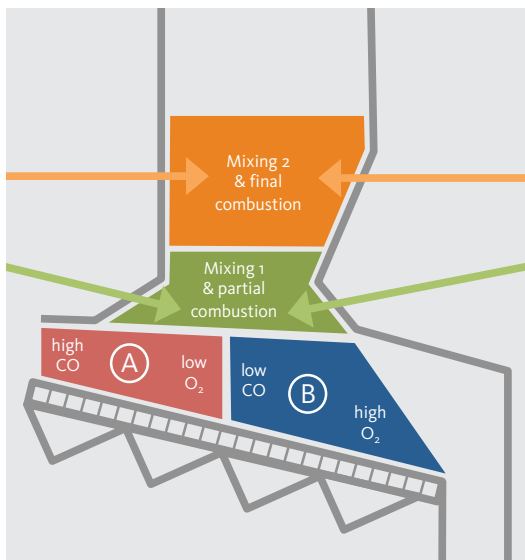 Mixing 2
& final
combustion
Mixing 1
& partial
combustion
high
CO
A
low
O₂
low
CO
B
high
O₂